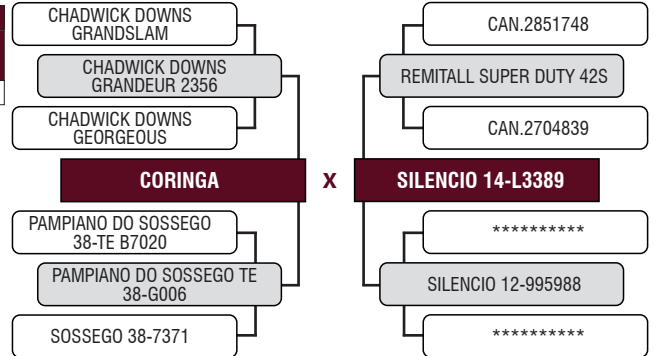 CHADWICK DOWNS
GRANDSLAM
CHADWICK DOWNS
GRANDEUR 2356
CHADWICK DOWNS
GEORGEOUS
CORINGA
PAMPIANO DO SOSSEGO
38-TE B7020
PAMPIANO DO SOSSEGO TE
38-G006
SOSSEGO 38-7371
X
CAN.2851748
REMITALL SUPER DUTY 42S
CAN.2704839
SILENCIO 14-L3389
**********
SILENCIO 12-995988
**********